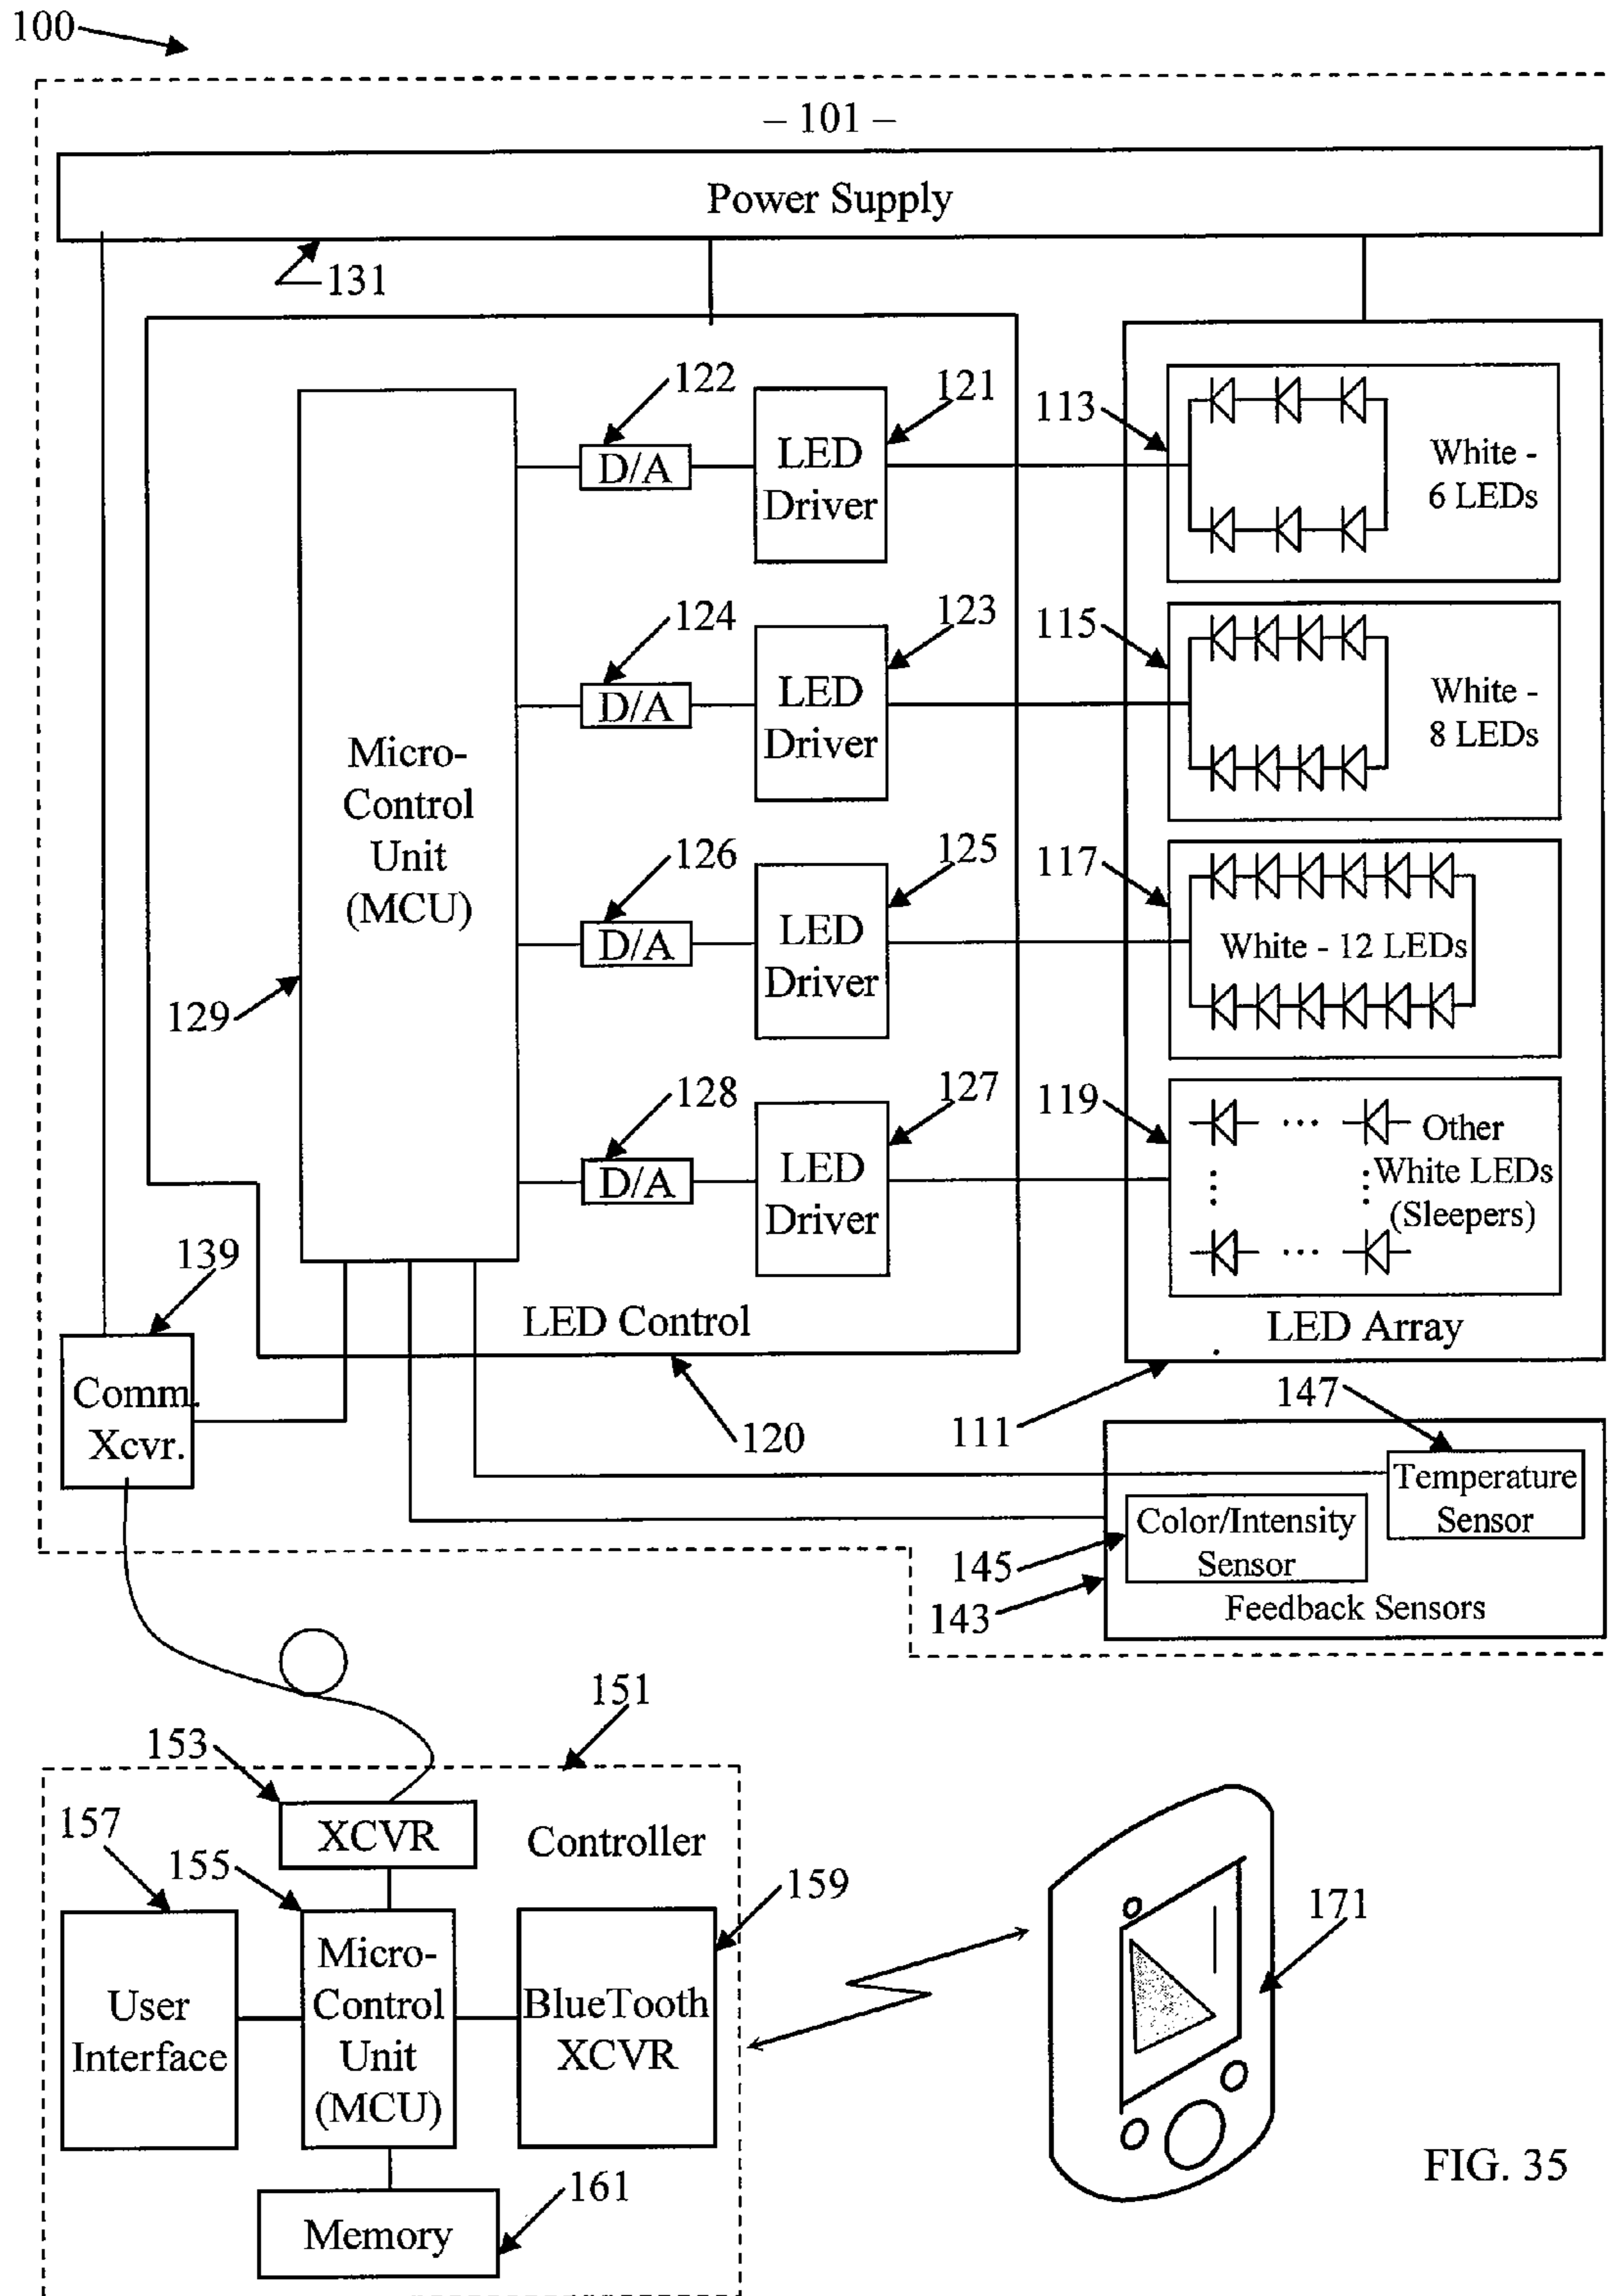 100
– 101 –
Power Supply
131
122
121
113
D/A
LED
Driver
White -
6 LEDs
124
123
115
D/A
LED
Driver
White -
8 LEDs
Micro-
Control
Unit
(MCU)
126
125
117
D/A
LED
Driver
White - 12 LEDs
129
128
127
119
D/A
LED
Driver
Other
White LEDs
(Sleepers)
139
LED Control
LED Array
Comm.
Xcvr.
120
111
147
Temperature
Sensor
Color/Intensity
Sensor
145
143
Feedback Sensors
151
153
XCVR
Controller
157
155
159
171
User
Interface
Micro-
Control
Unit
(MCU)
BlueTooth
XCVR
161
Memory
FIG. 35